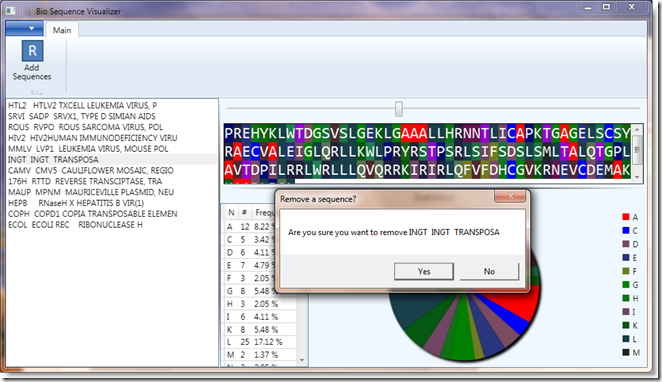 Bio Sequence Visualizer
Main
R
Add
Sequences
File
HTL2 HTLV2 TXCELL LEUKEMIA VIRUS, P
SRVI SADP SRVX1, TYPE D SIMIAN AIDS
ROUS RVPO ROUS SARCOMA VIRUS, POL
HIV2 HIV2HUMAN IMMUNODEFICIENCY VIRU
MMLV LVP1 LEUKEMIA VIRUS, MOUSE POL
INGT INGT TRANSPOSA
CAMV CMV5 CAULIFLOWER MOSAIC, REGIO
176H RTTD REVERSE TRANSCIPTASE, TRA
MAUP MPNM MAURICEVILLE PLASMID, NEU
HEPB RNaseH X HEPATITIS B VIR(1)
COPH COPD1 COPIA TRANSPOSABLE ELEMEN
ECOL ECOLI REC RIBONUCLEASE H
PREHYKLWTDGSVSLGEKLGAAALLHRNNTLICAPKTGAGELSCSY
RAECVALEIGLQRLLKWLPRYRSTPSRLSIFSDSLSMLTALQTGPL
AVTDPILRRLWRLLVQVQRRKIRIRLQFVFDHCGVKRNEVCDEMAK
Statistics
N # Frequ
A 12 8.22 %
C 5 3.42 %
D 6 4.11 %
E 7 4.79 %
F 3 2.05 %
G 8 5.48 %
H 3 2.05 %
I 6 4.11 %
K 8 5.48 %
L 25 17.12 %
M 2 1.37 %
Remove a sequence?
Are you sure you want to remove INGT INGT TRANSPOSA
Yes
No
A
C
D
E
F
G
H
I
K
L
M